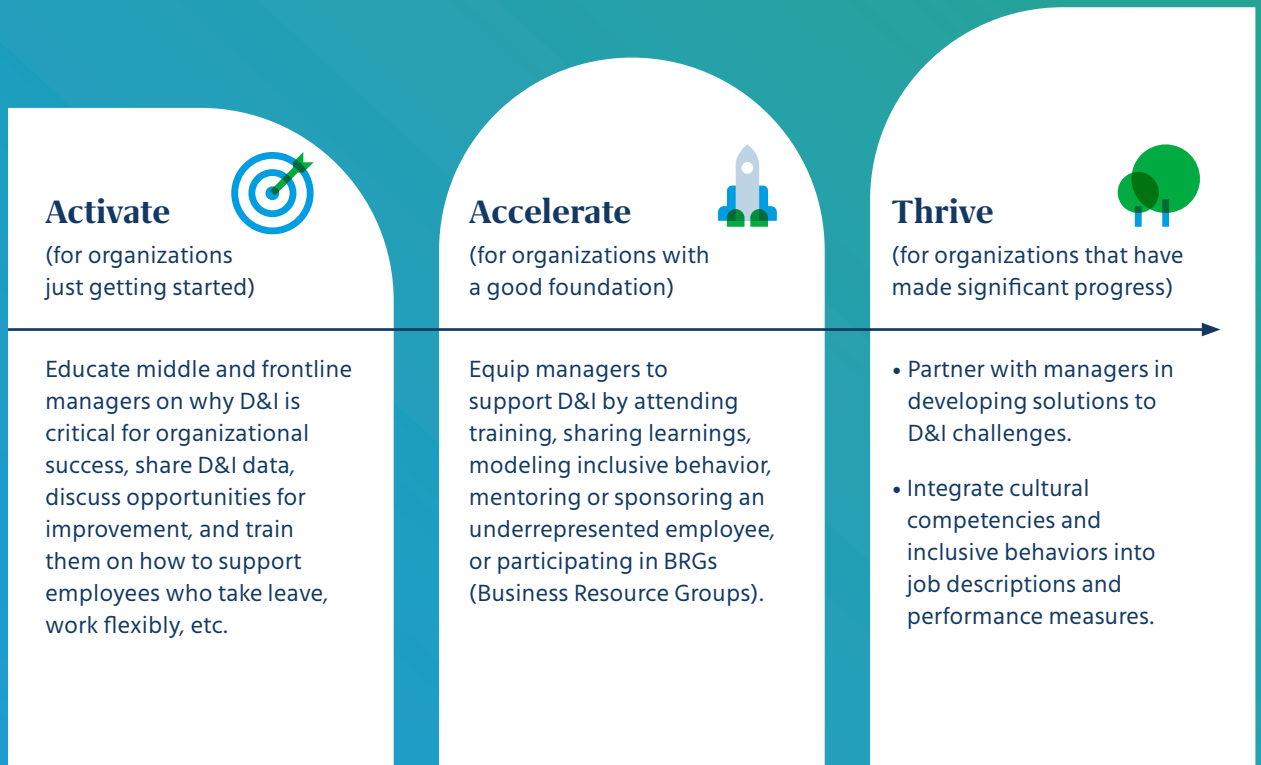 Activate
(for organizations
just getting started)
Educate middle and frontline
managers on why D&I is
critical for organizational
success, share D&I data,
discuss opportunities for
improvement, and train
them on how to support
employees who take leave,
work flexibly, etc.
Accelerate
(for organizations with
a good foundation)
Equip managers to
support D&I by attending
training, sharing learnings,
modeling inclusive behavior,
mentoring or sponsoring an
underrepresented employee,
or participating in BRGs
(Business Resource Groups).
Thrive
(for organizations that have
made significant progress)
• Partner with managers in
developing solutions to
D&I challenges.
• Integrate cultural
competencies and
inclusive behaviors into
job descriptions and
performance measures.